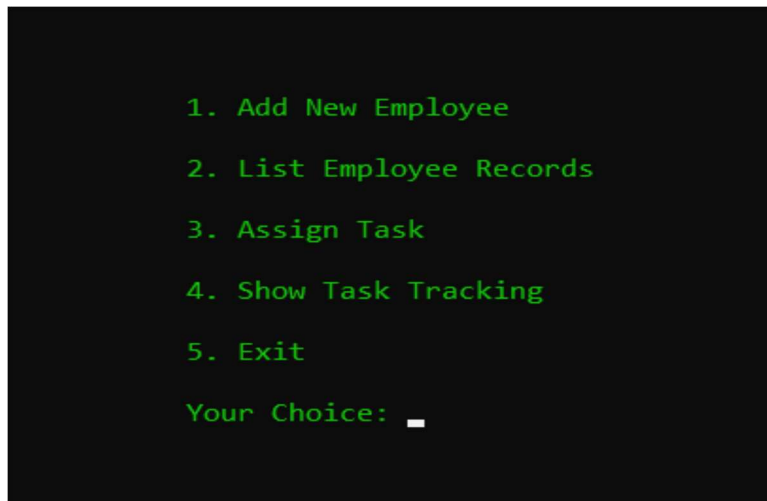 1. Add New Employee
2. List Employee Records
3. Assign Task
4. Show Task Tracking
5. Exit
Your Choice: